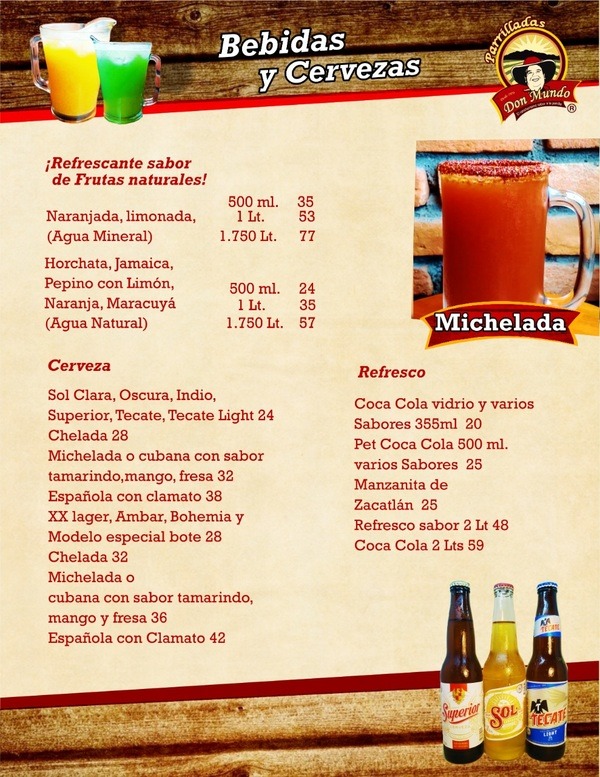 Bebidas
y Cervezas
Parrilladas
Don Mundo
®
¡Refrescante sabor
de Frutas naturales!
500 ml. 35
Naranjada, limonada, 1 Lt. 53
(Agua Mineral) 1.750 Lt. 77
Horchata, Jamaica,
Pepino con Limón, 500 ml. 24
Naranja, Maracuyá 1 Lt. 35
(Agua Natural) 1.750 Lt. 57
Michelada
Cerveza
Sol Clara, Oscura, Indio,
Superior, Tecate, Tecate Light 24
Chelada 28
Michelada o cubana con sabor
tamarindo,mango, fresa 32
Española con clamato 38
XX lager, Ambar, Bohemia y
Modelo especial bote 28
Chelada 32
Michelada o
cubana con sabor tamarindo,
mango y fresa 36
Española con Clamato 42
Refresco
Coca Cola vidrio y varios
Sabores 355ml 20
Pet Coca Cola 500 ml.
varios Sabores 25
Manzanita de
Zacatlán 25
Refresco sabor 2 Lt 48
Coca Cola 2 Lts 59
Superior
SOL
TECATE
TECATE
LIGHT